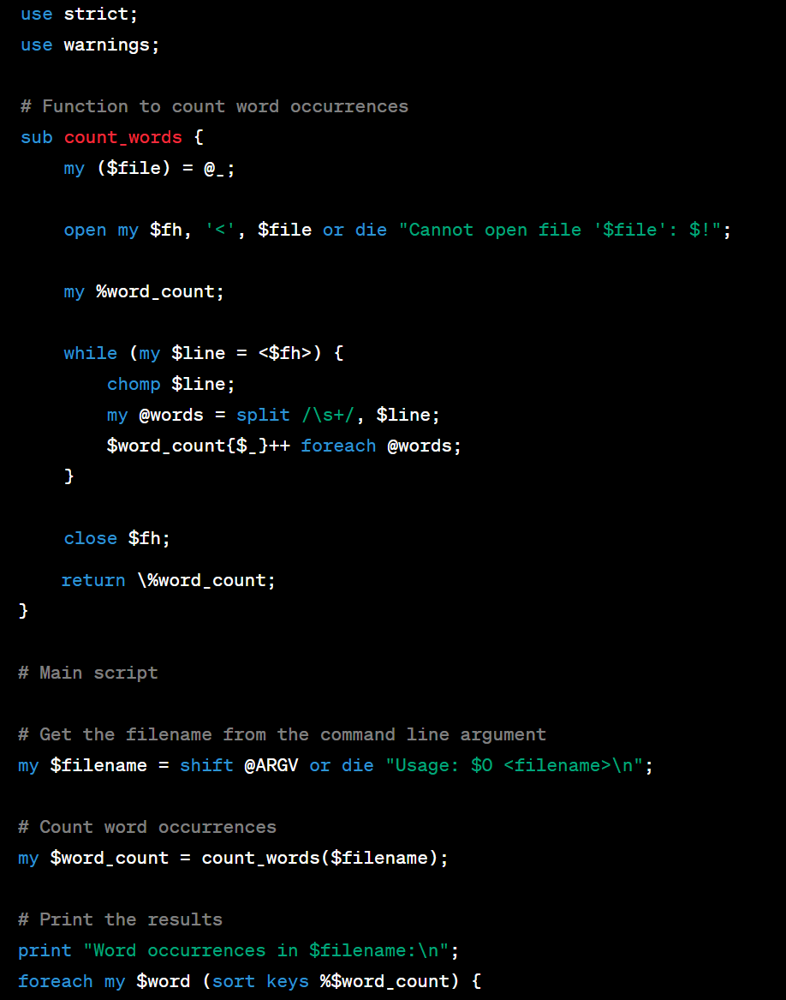 use strict;
use warnings;

# Function to count word occurrences
sub count_words {
    my ($file) = @_;

    open my $fh, '<', $file or die "Cannot open file '$file': $!";

    my %word_count;

    while (my $line = <$fh>) {
        chomp $line;
        my @words = split /\s+/, $line;
        $word_count{$_}++ foreach @words;
    }

    close $fh;
    return \%word_count;
}

# Main script

# Get the filename from the command line argument
my $filename = shift @ARGV or die "Usage: $0 <filename>\n";

# Count word occurrences
my $word_count = count_words($filename);

# Print the results
print "Word occurrences in $filename:\n";
foreach my $word (sort keys %$word_count) {